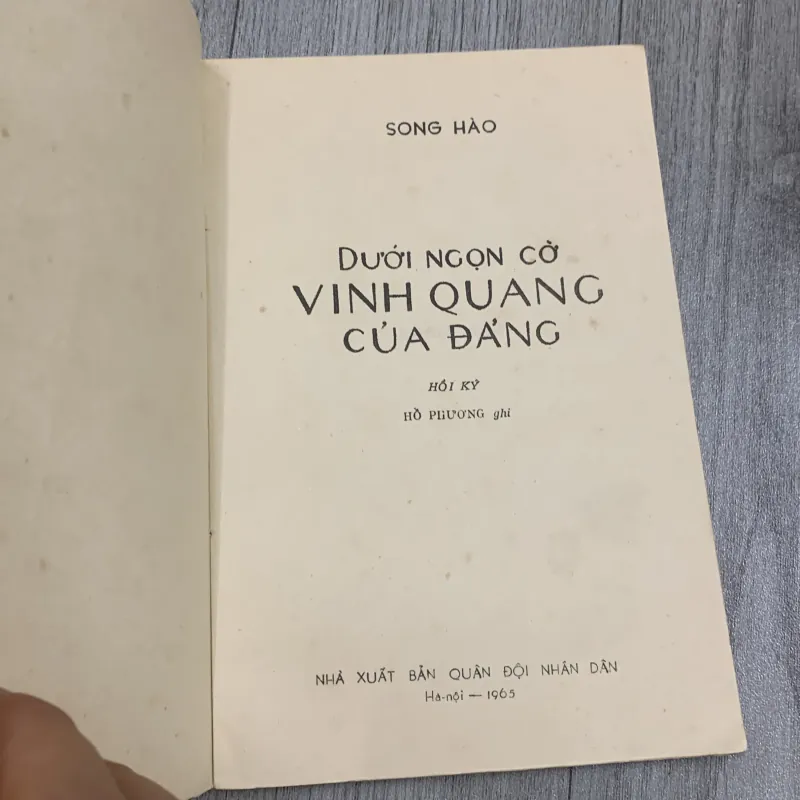 SONG HÀO
DƯỚI NGỌN CỜ
VINH QUANG
CỦA ĐẢNG
HỒI KÝ
HỒ PHƯƠNG ghi
NHÀ XUẤT BẢN QUÂN ĐỘI NHÂN DÂN
Hà-nội — 1965